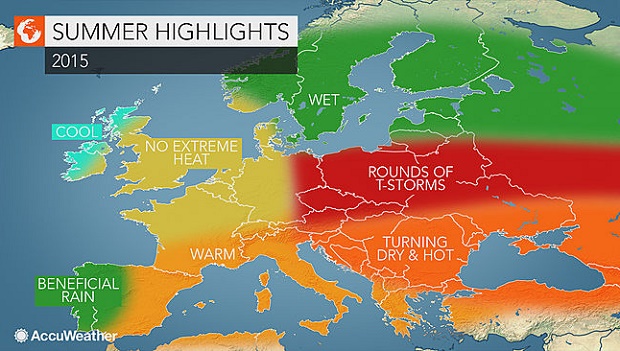 SUMMER HIGHLIGHTS
2015
WET
COOL
NO EXTREME
HEAT
ROUNDS OF
T-STORMS
WARM
TURNING
DRY & HOT
BENEFICIAL
RAIN
AccuWeather